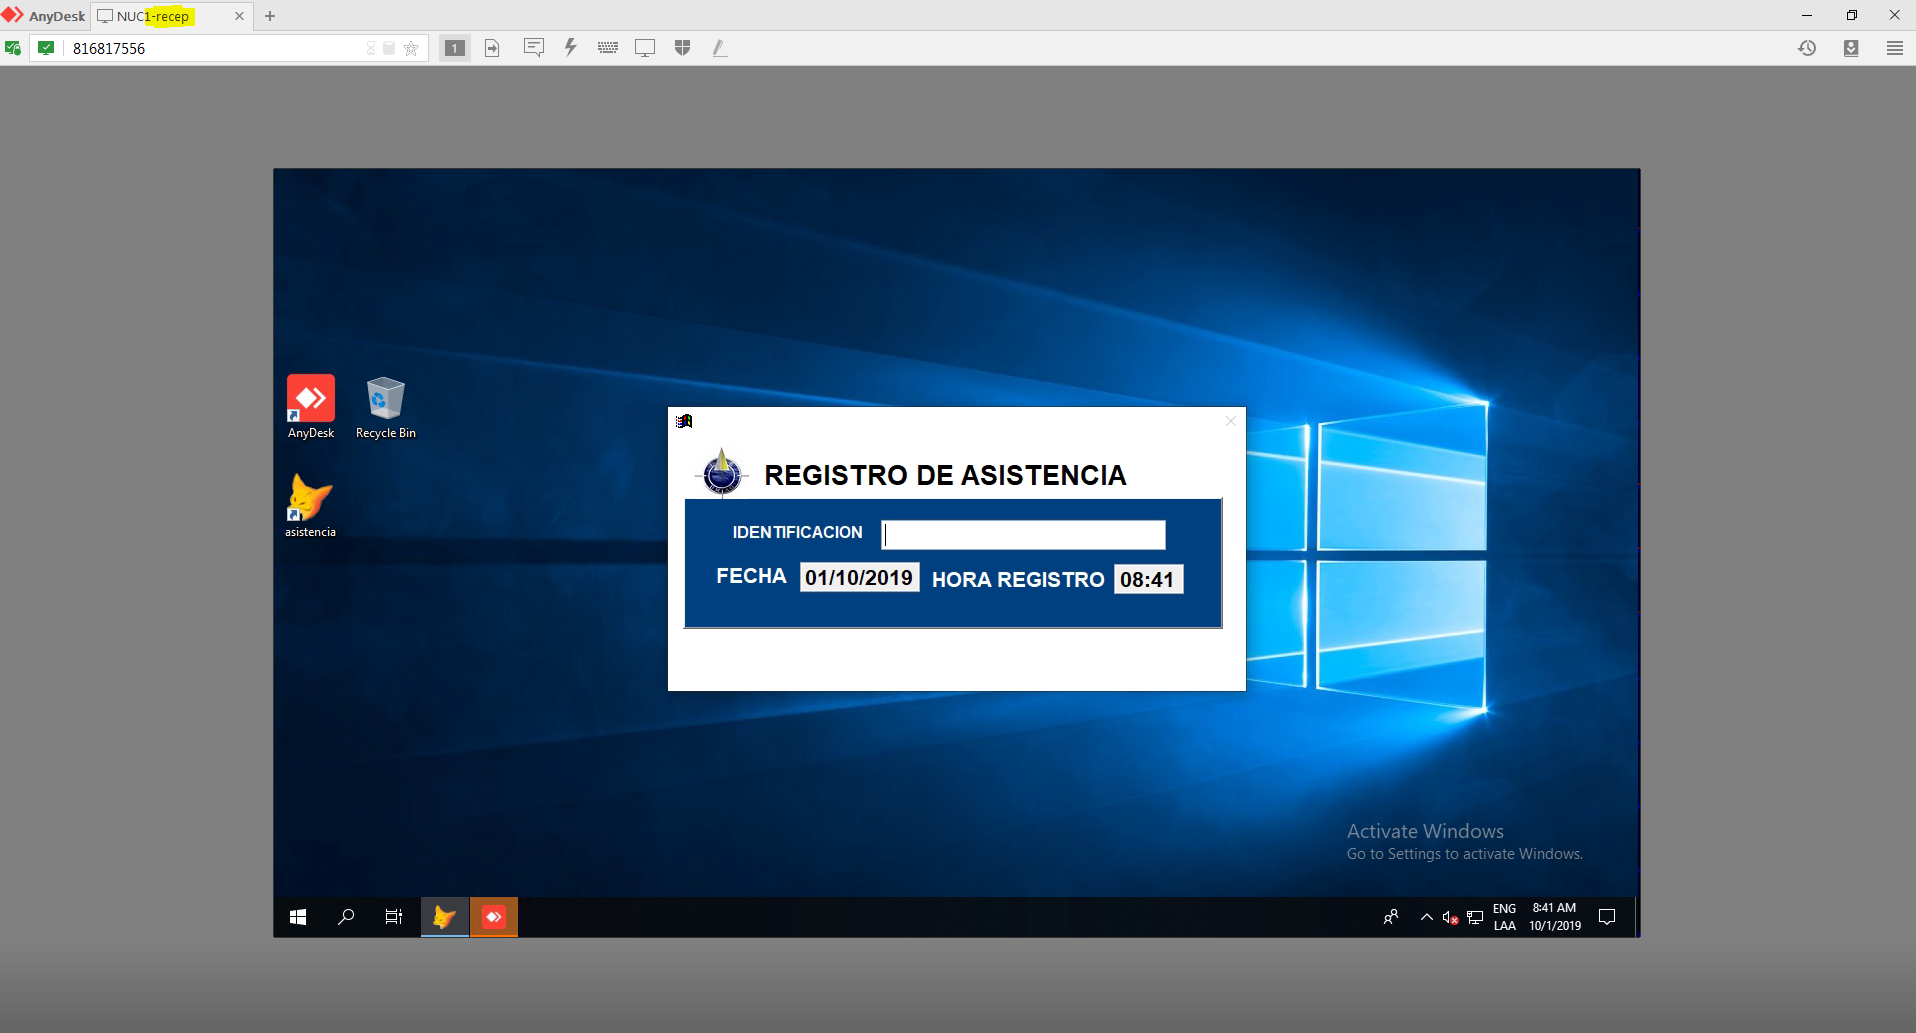 AnyDesk
NUC1-recep
816817556
1
AnyDesk
Recycle Bin
asistencia
REGISTRO DE ASISTENCIA
IDENTIFICACION
FECHA 01/10/2019 HORA REGISTRO 08:41
Activate Windows
Go to Settings to activate Windows.
ENG
LAA
8:41 AM
10/1/2019